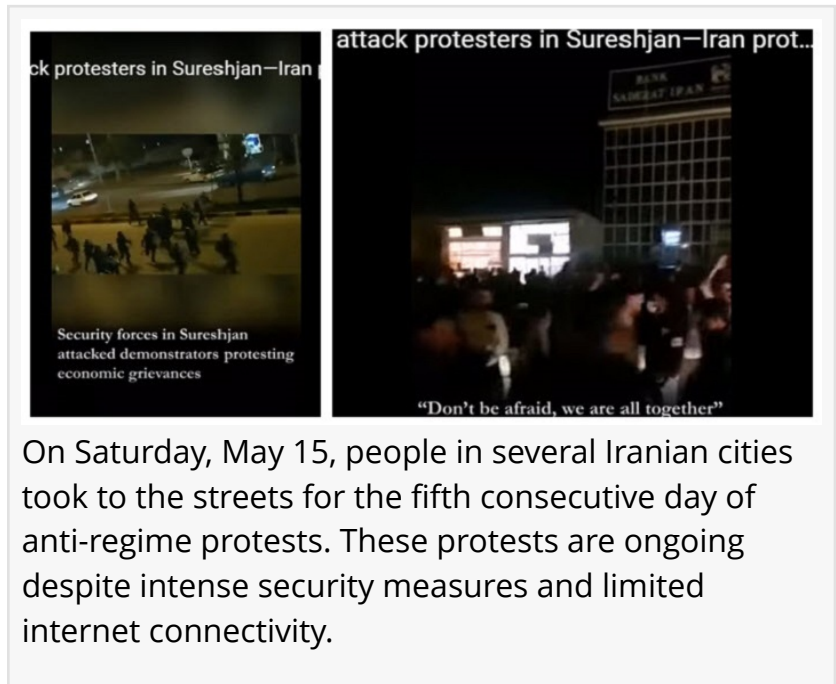 ck protesters in Sureshjan—Iran
Security forces in Sureshjan
attacked demonstrators protesting
economic grievances
attack protesters in Sureshjan—Iran prot...
BANK
SADERAT IRAN
“Don’t be afraid, we are all together”
On Saturday, May 15, people in several Iranian cities
took to the streets for the fifth consecutive day of
anti-regime protests. These protests are ongoing
despite intense security measures and limited
internet connectivity.